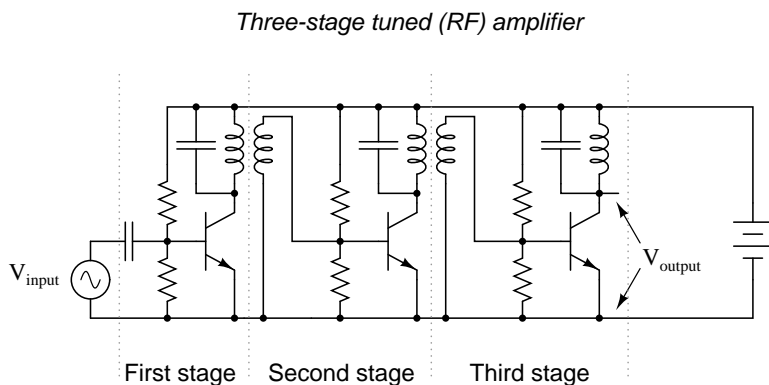 Three-stage tuned (RF) amplifier
Vinput
Voutput
First stage
Second stage
Third stage